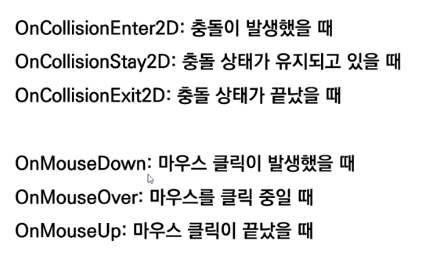 OnCollisionEnter2D: 충돌이 발생했을 때
OnCollisionStay2D: 충돌 상태가 유지되고 있을 때
OnCollisionExit2D: 충돌 상태가 끝났을 때
OnMouseDown: 마우스 클릭이 발생했을 때
OnMouseOver: 마우스를 클릭 중일 때
OnMouseUp: 마우스 클릭이 끝났을 때